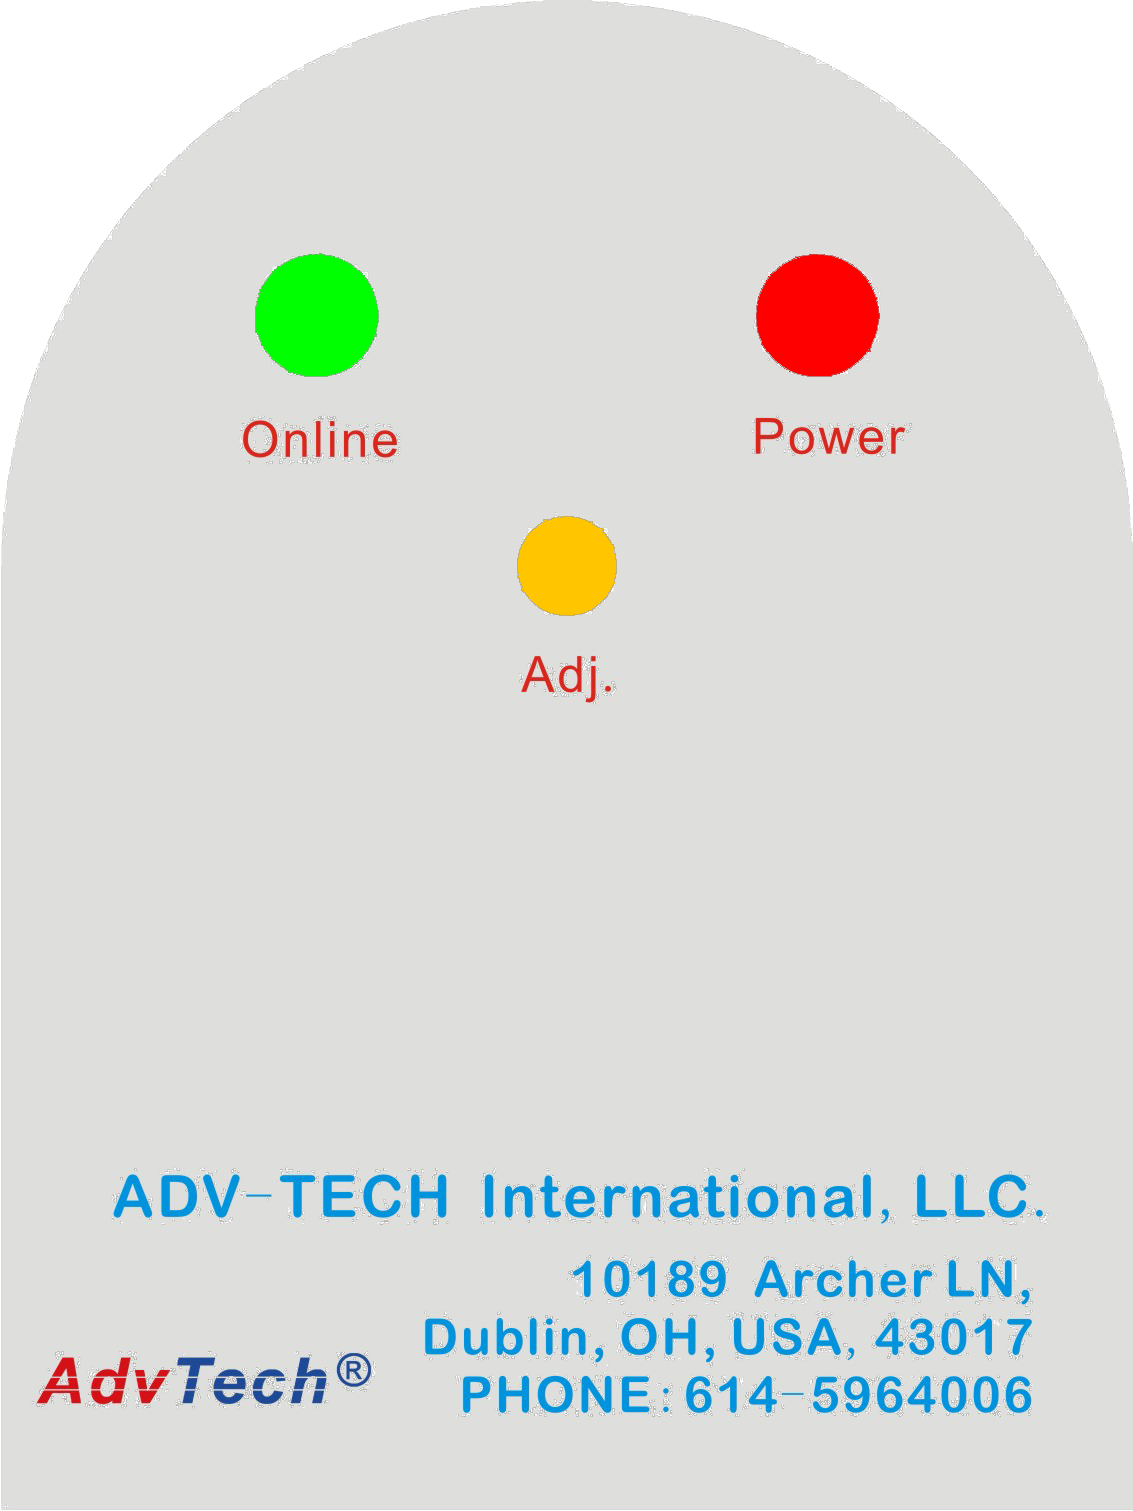 Online
Power
Adj.
ADV-TECH International, LLC.
10189 Archer LN,
Dublin, OH, USA, 43017
PHONE: 614-5964006
AdvTech®